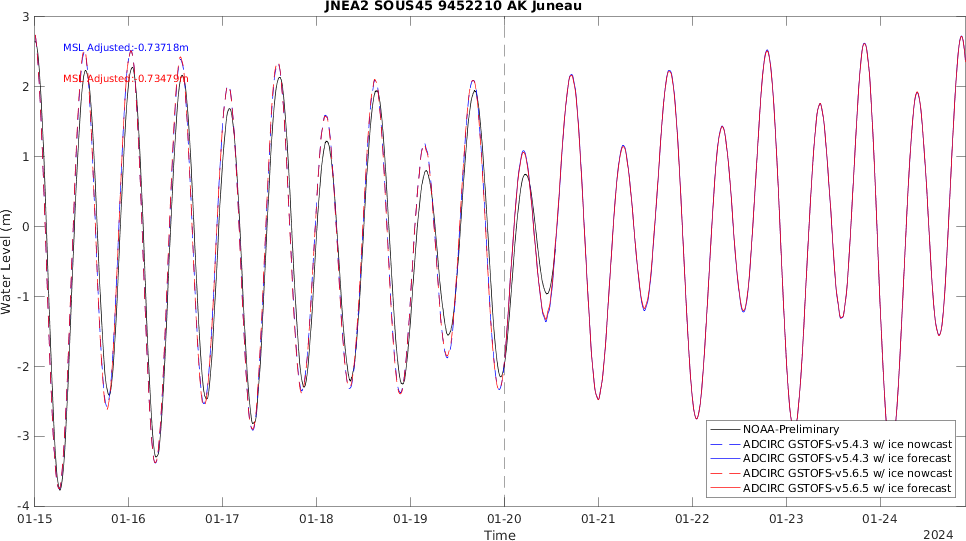 JNEA2 SOUS45 9452210 AK Juneau
MSL Adjusted:-0.73718m
MSL Adjusted:-0.73479m
Water Level (m)
3
2
1
0
-1
-2
-3
-4
NOAA-Preliminary
ADCIRC GSTOFS-v5.4.3 w/ ice nowcast
ADCIRC GSTOFS-v5.4.3 w/ ice forecast
ADCIRC GSTOFS-v5.6.5 w/ ice nowcast
ADCIRC GSTOFS-v5.6.5 w/ ice forecast
01-15 01-16 01-17 01-18 01-19 01-20 01-21 01-22 01-23 01-24
Time
2024